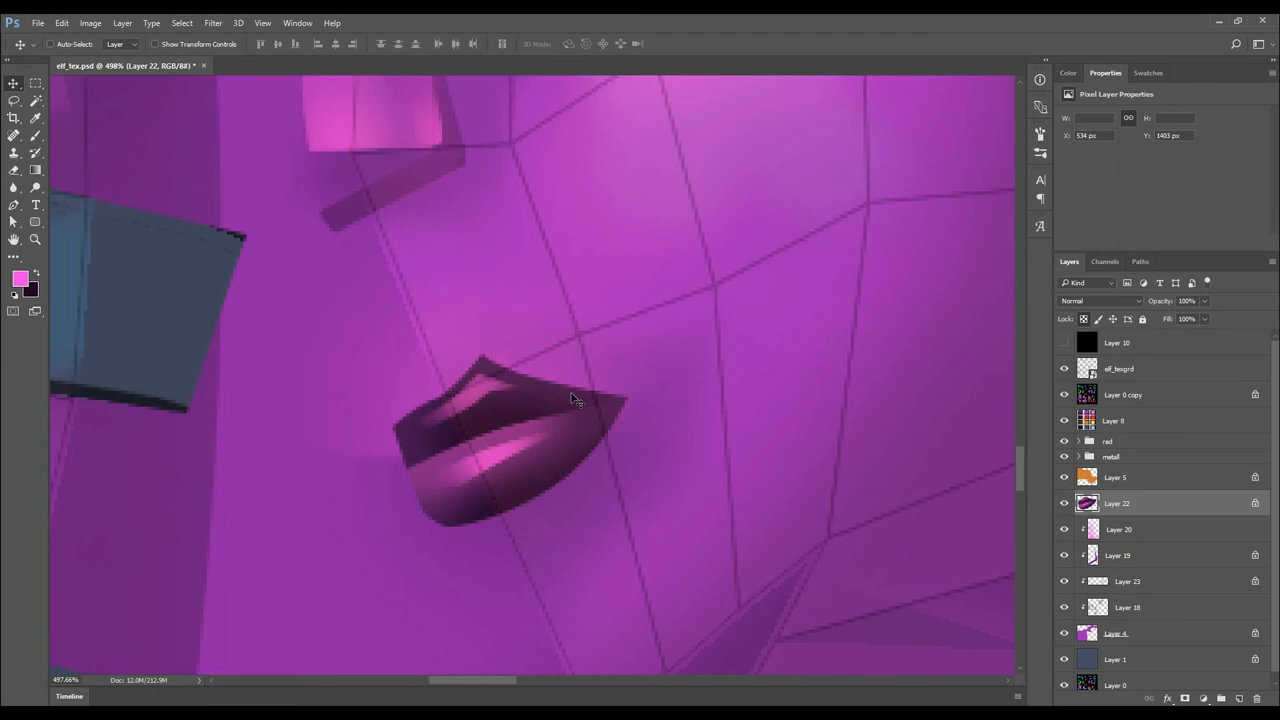 Ps File Edit Image Layer Type Select Filter 3D View Window Help
Auto-Select: Layer Show Transform Controls 3D Mode:
elf_tex.psd @ 498% (Layer 22, RGB/8#) * ×
Color Properties Swatches
Pixel Layer Properties
W: H:
X: 534 px Y: 1403 px
Layers Channels Paths
Kind
Normal Opacity: 100%
Lock: Fill: 100%
Layer 10
elf_texgrd
Layer 0 copy
Layer 8
red
metall
Layer 5
Layer 22
Layer 20
Layer 19
Layer 23
Layer 18
Layer 4
Layer 1
Layer 0
497.66% Doc: 12.0M/212.9M
Timeline